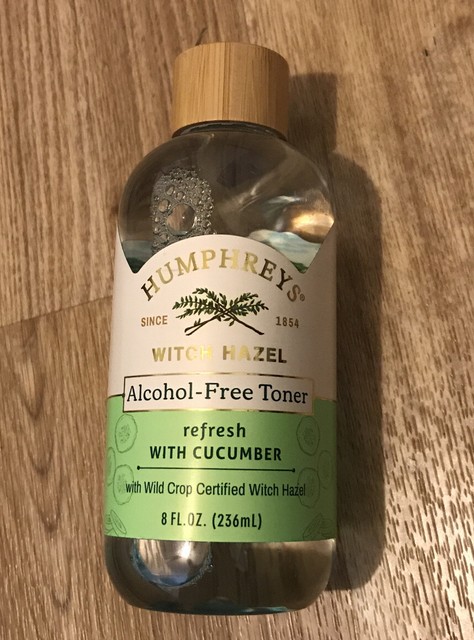 HUMPHREYS®
SINCE 1854
WITCH HAZEL
Alcohol-Free Toner
refresh
WITH CUCUMBER
with Wild Crop Certified Witch Hazel
8 FL.OZ. (236mL)